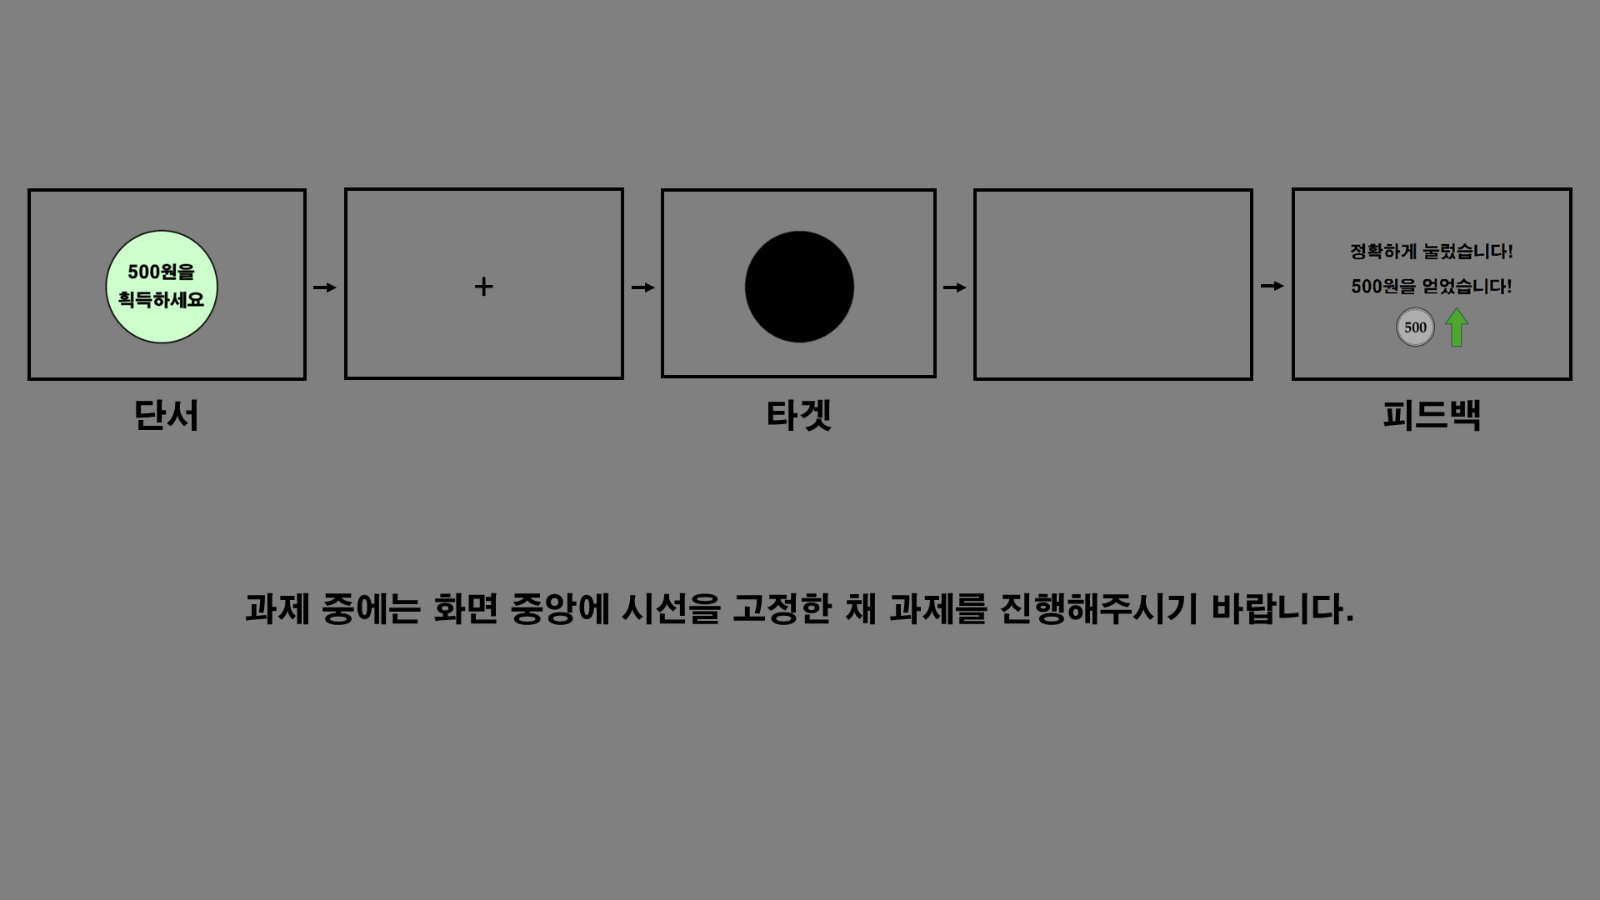 500원을
획득하세요
+
정확하게 눌렀습니다!
500원을 얻었습니다!
500
단서
타겟
피드백
과제 중에는 화면 중앙에 시선을 고정한 채 과제를 진행해주시기 바랍니다.